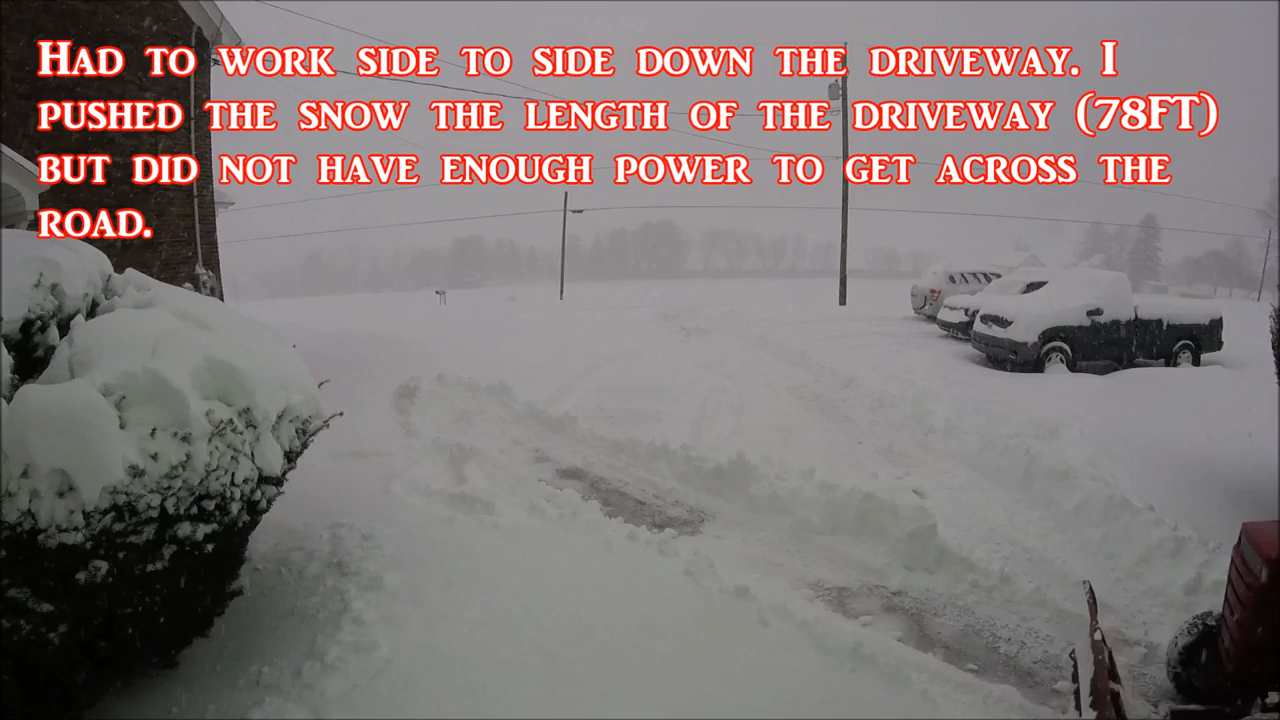 Had to work side to side down the driveway. I
pushed the snow the length of the driveway (78ft)
but did not have enough power to get across the
road.